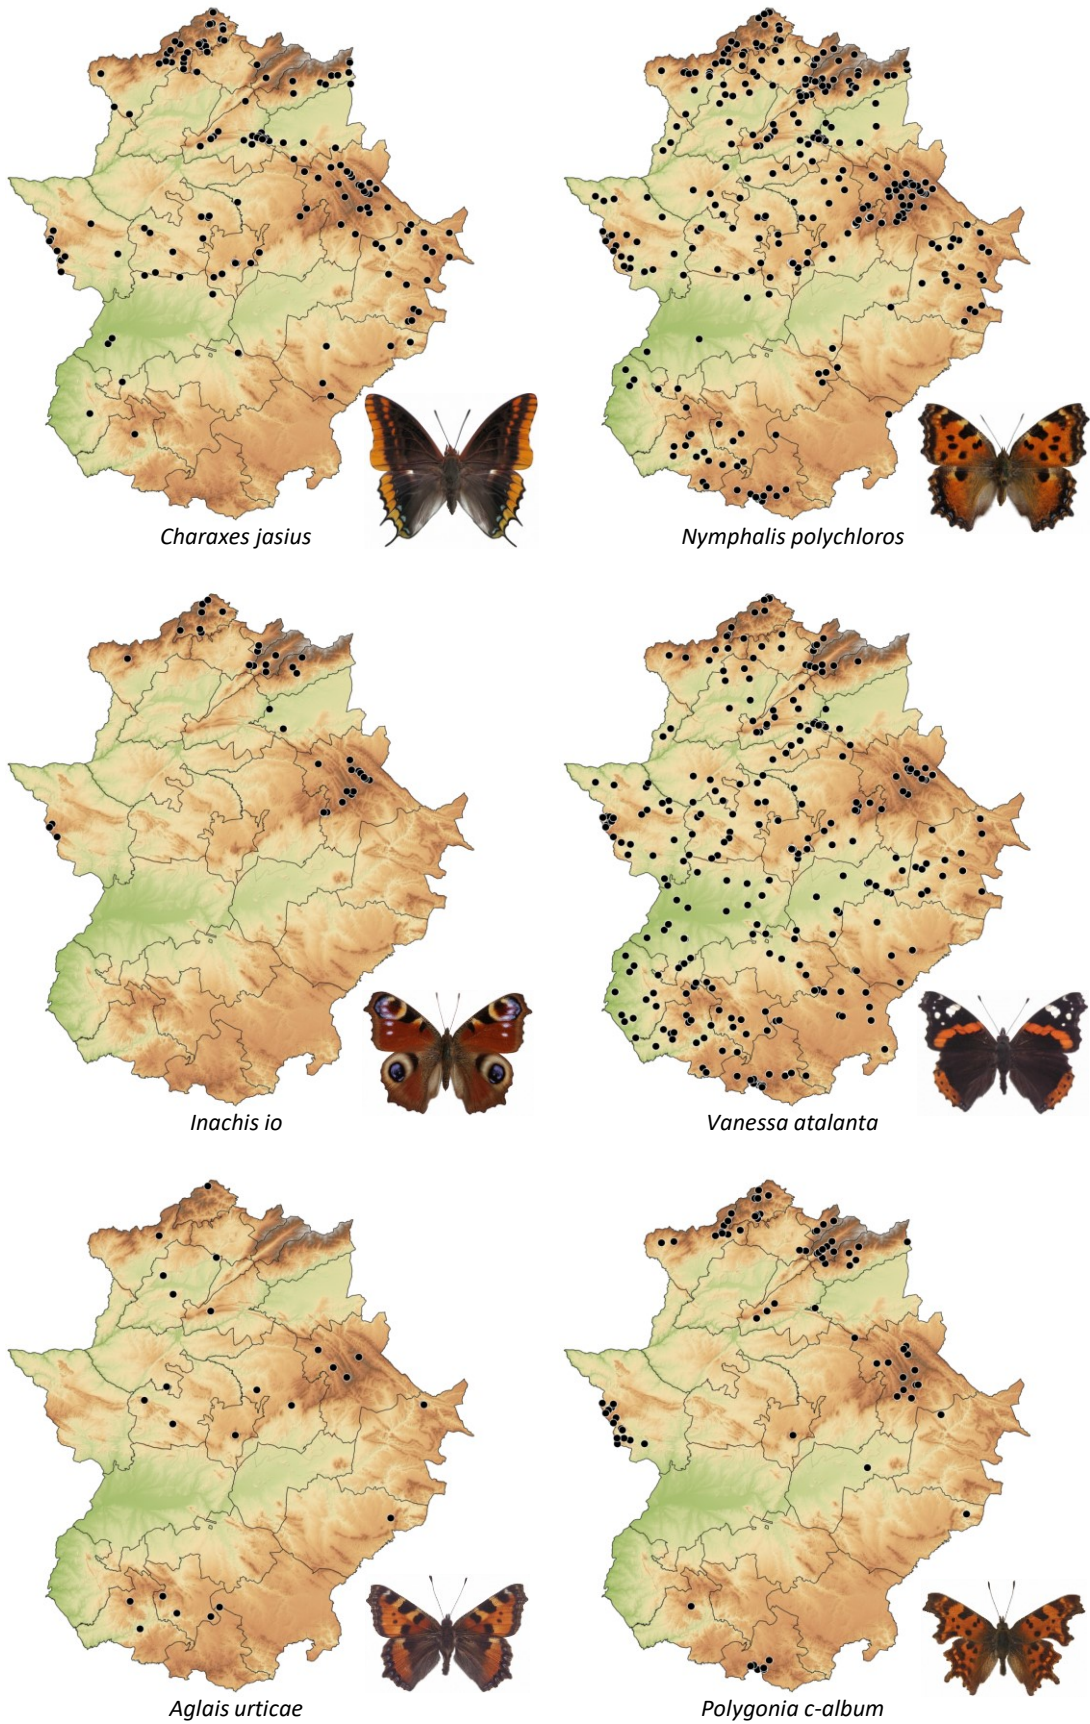 Charaxes jasius
Nymphalis polychloros
Inachis io
Vanessa atalanta
Aglais urticae
Polygonia c-album